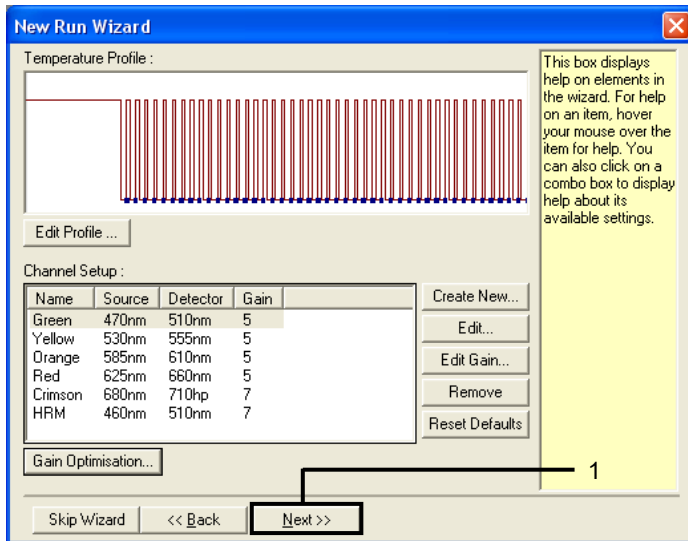 New Run Wizard
Temperature Profile :
This box displays
help on elements in
the wizard. For help
on an item, hover
your mouse over the
item for help. You
can also click on a
combo box to display
help about its
available settings.
Edit Profile ...
Channel Setup :
Name Source Detector Gain
Green 470nm 510nm 5
Yellow 530nm 555nm 5
Orange 585nm 610nm 5
Red 625nm 660nm 5
Crimson 680nm 710hp 7
HRM 460nm 510nm 7
Create New...
Edit...
Edit Gain...
Remove
Reset Defaults
Gain Optimisation...
1
Skip Wizard << Back Next >>